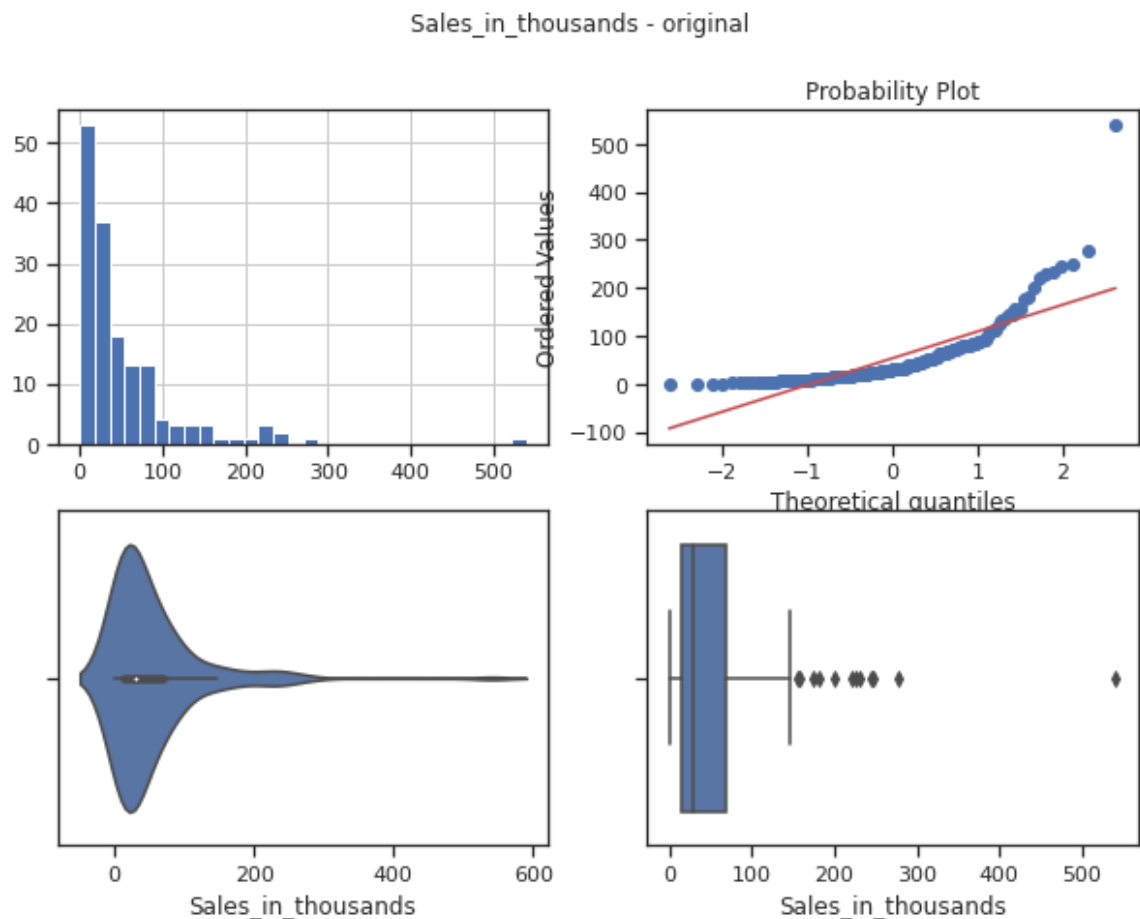 Sales_in_thousands - original
50
40
30
20
10
0
0 100 200 300 400 500
Probability Plot
Ordered Values
500
400
300
200
100
0
−100
−2 −1 0 1 2
Theoretical quantiles
0 200 400 600
Sales_in_thousands
0 100 200 300 400 500
Sales_in_thousands